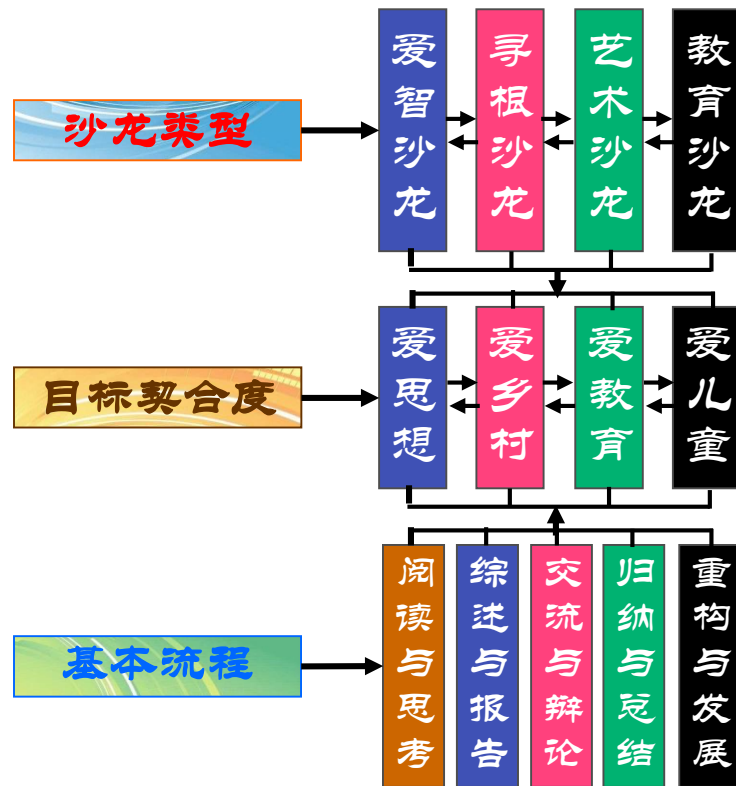 沙龙类型
爱智沙龙
寻根沙龙
艺术沙龙
教育沙龙
目标契合度
爱思想
爱乡村
爱教育
爱儿童
基本流程
阅读与思考
综述与报告
交流与辩论
归纳与总结
重构与发展